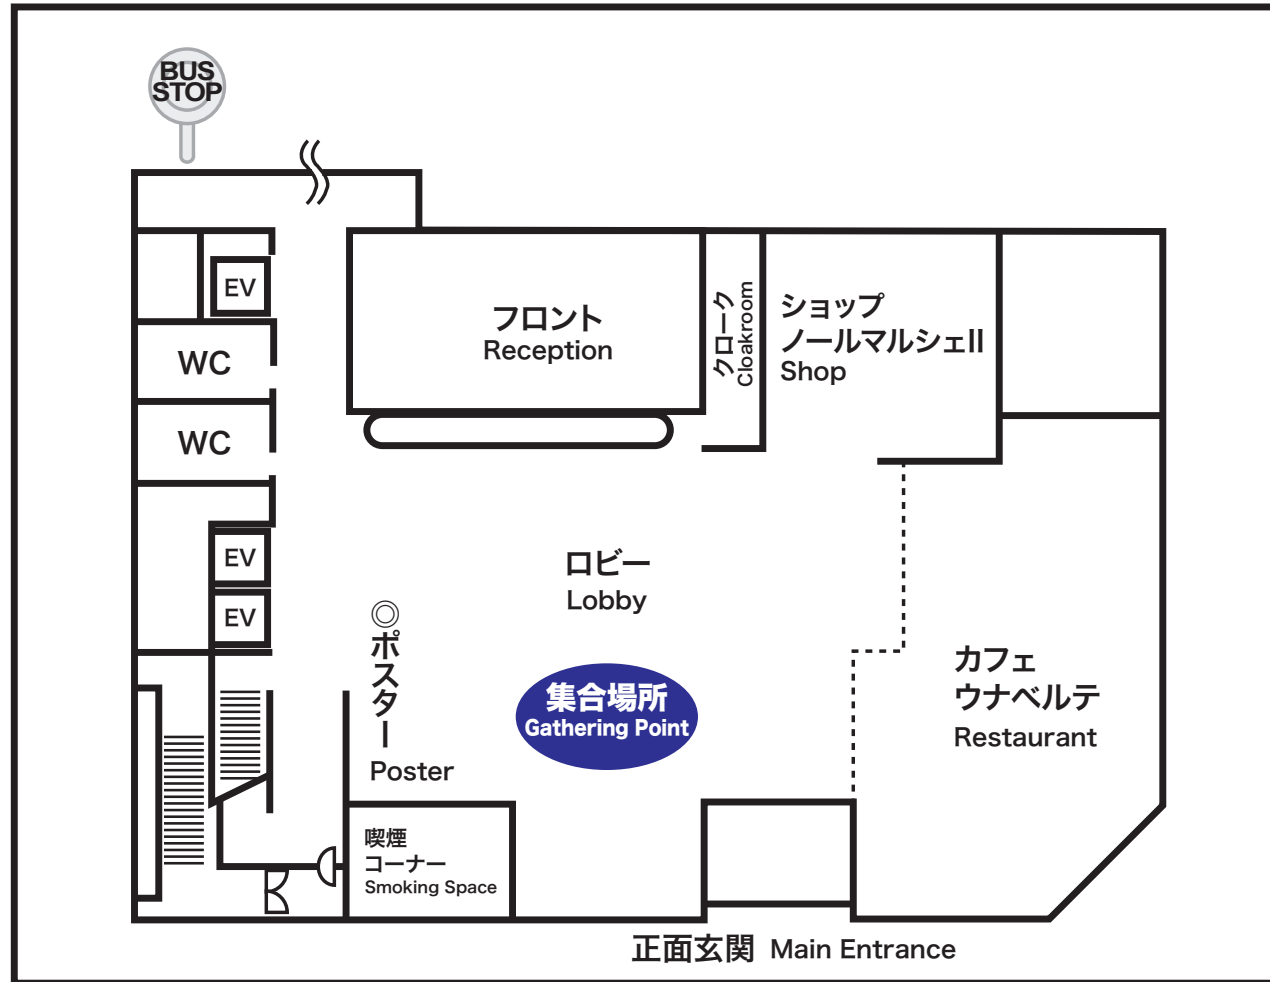 BUS
STOP
EV
WC
WC
フロント
Reception
クローク
Cloakroom
ショップ
ノールマルシェII
Shop
EV
EV
ロビー
Lobby
◎ポスター
Poster
集合場所
Gathering Point
カフェ
ウナベルテ
Restaurant
喫煙
コーナー
Smoking Space
正面玄関 Main Entrance